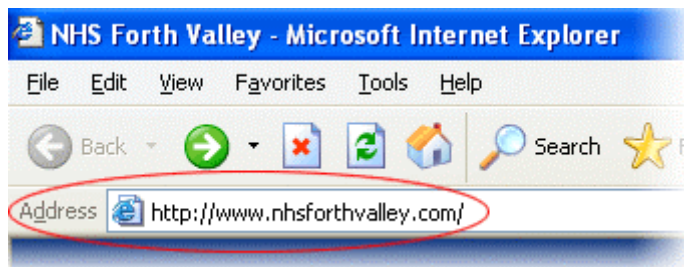 NHS Forth Valley - Microsoft Internet Explorer
File Edit View Favorites Tools Help
Back Search
Address http://www.nhsforthvalley.com/